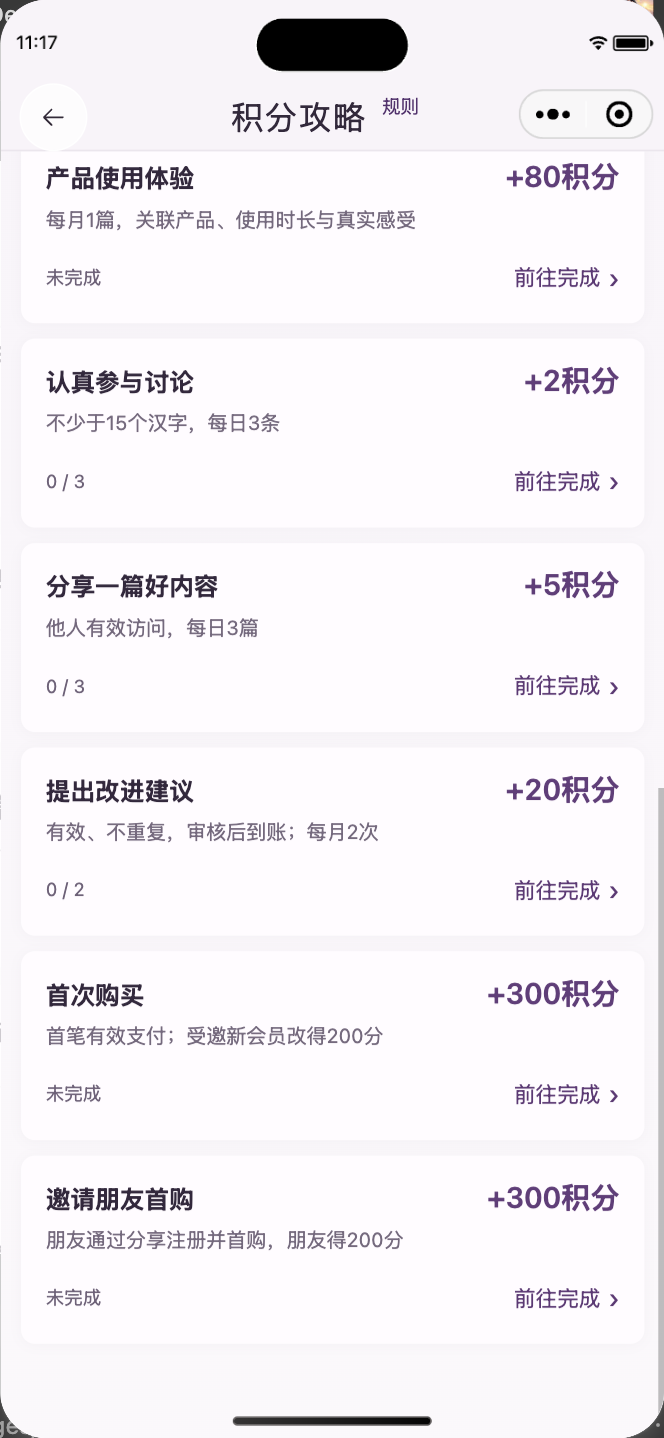 11:17
积分攻略 规则
产品使用体验 +80积分
每月1篇，关联产品、使用时长与真实感受
未完成 前往完成 ›
认真参与讨论 +2积分
不少于15个汉字，每日3条
0 / 3 前往完成 ›
分享一篇好内容 +5积分
他人有效访问，每日3篇
0 / 3 前往完成 ›
提出改进建议 +20积分
有效、不重复，审核后到账；每月2次
0 / 2 前往完成 ›
首次购买 +300积分
首笔有效支付；受邀新会员改得200分
未完成 前往完成 ›
邀请朋友首购 +300积分
朋友通过分享注册并首购，朋友得200分
未完成 前往完成 ›